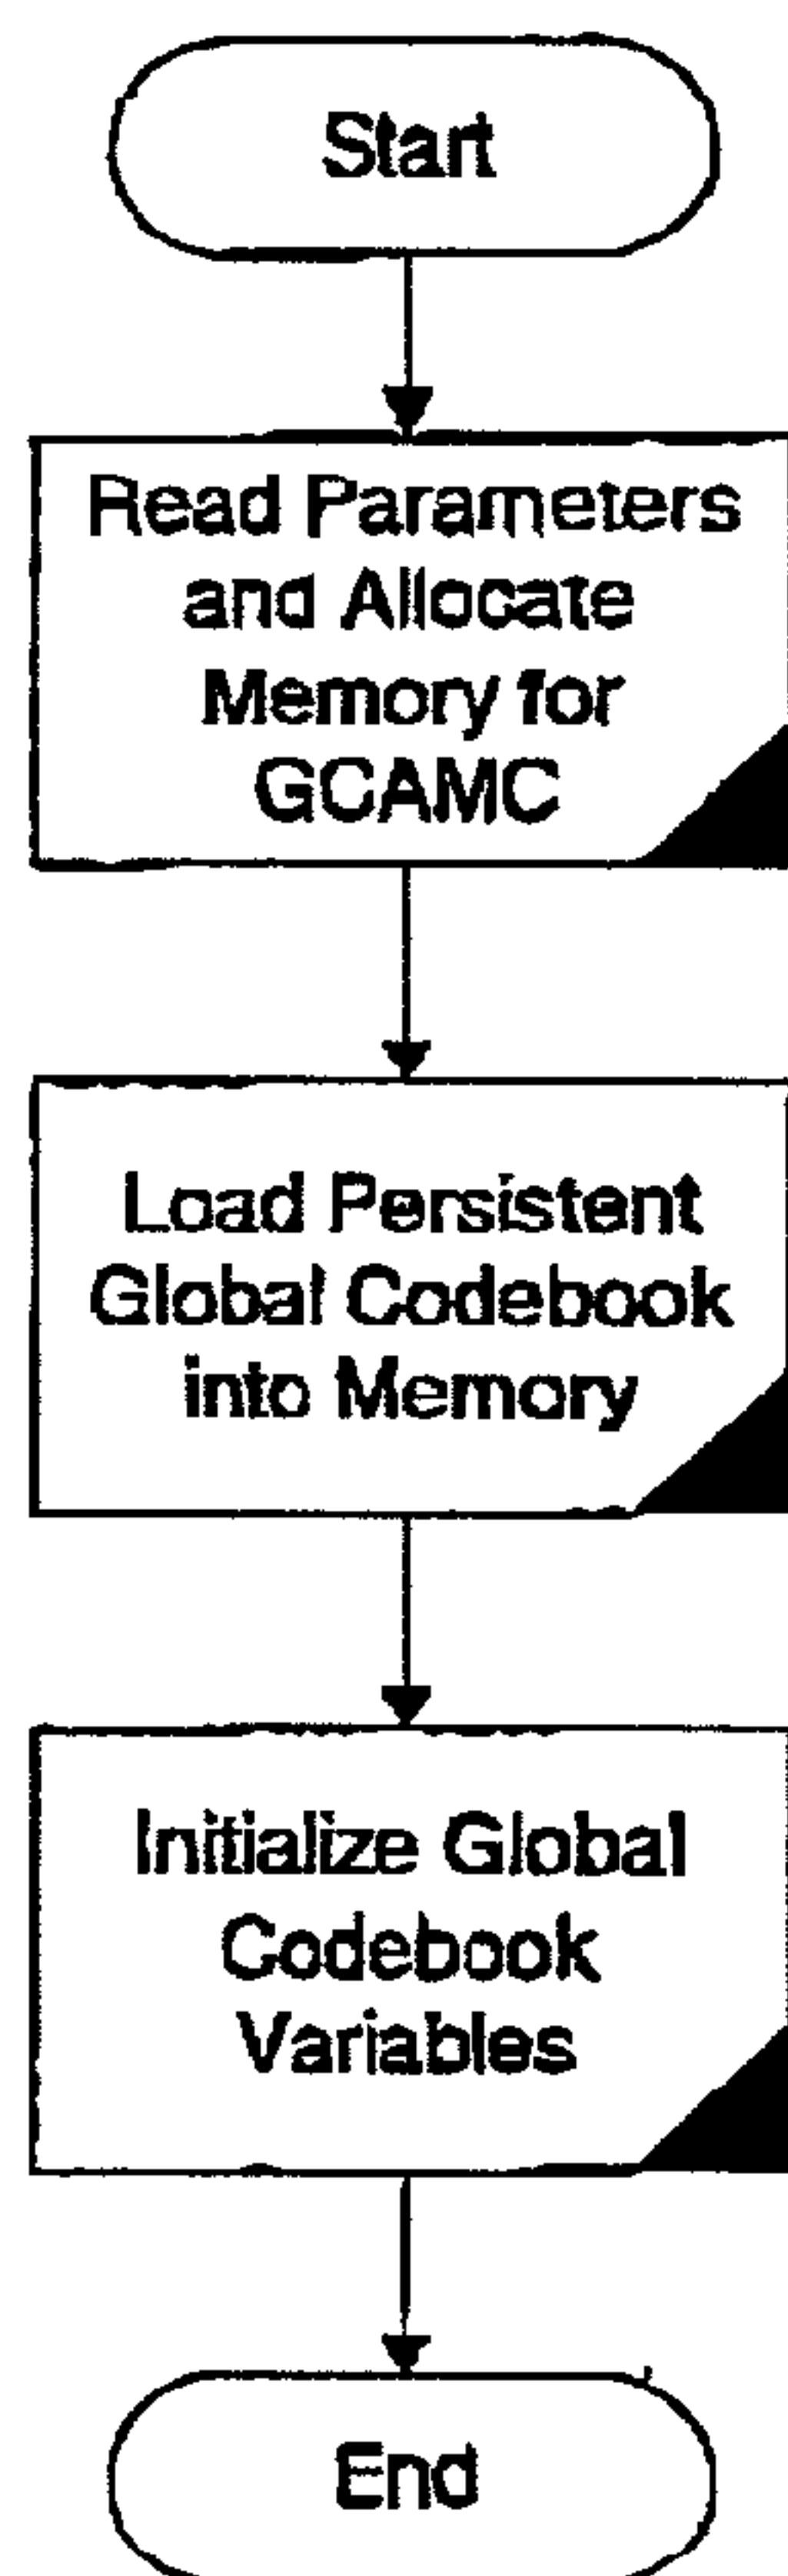 Start
Read Parameters
and Allocate
Memory for
GCAMC
Load Persistent
Global Codebook
into Memory
Initialize Global
Codebook
Variables
End